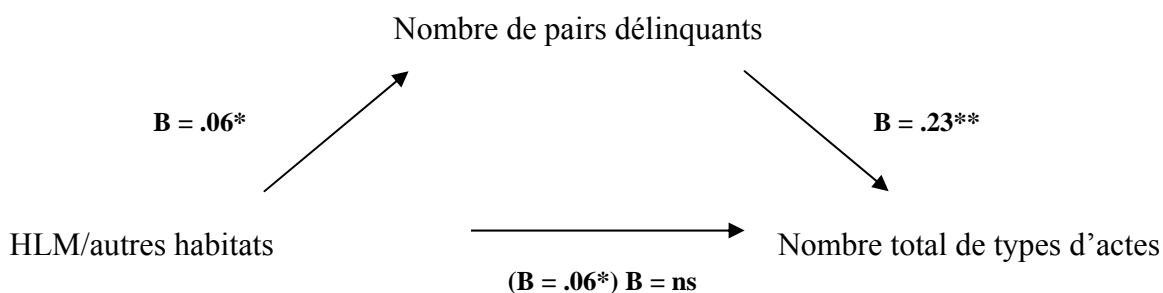 Nombre de pairs délinquants
B = .06*
B = .23**
HLM/autres habitats
Nombre total de types d’actes
(B = .06*) B = ns